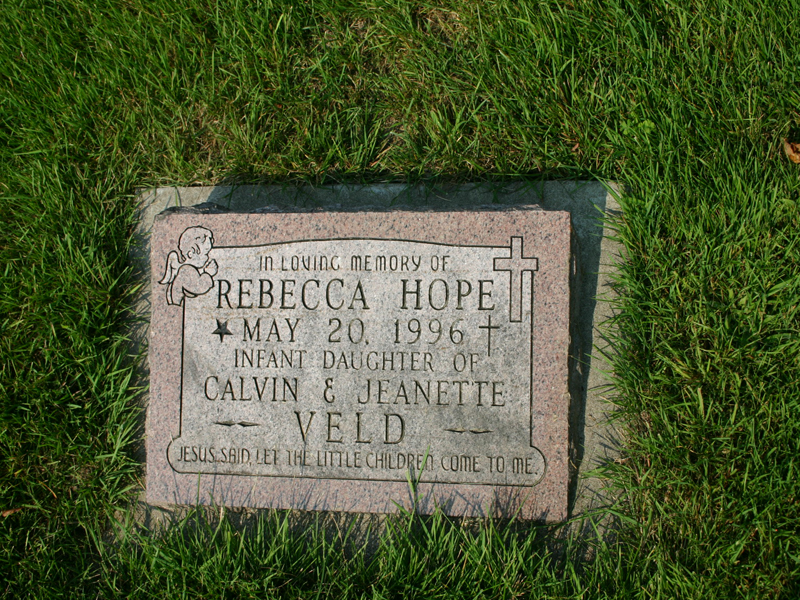 IN LOVING MEMORY OF
REBECCA HOPE
MAY 20, 1996
INFANT DAUGHTER OF
CALVIN & JEANETTE
VELD
JESUS SAID LET THE LITTLE CHILDREN COME TO ME.